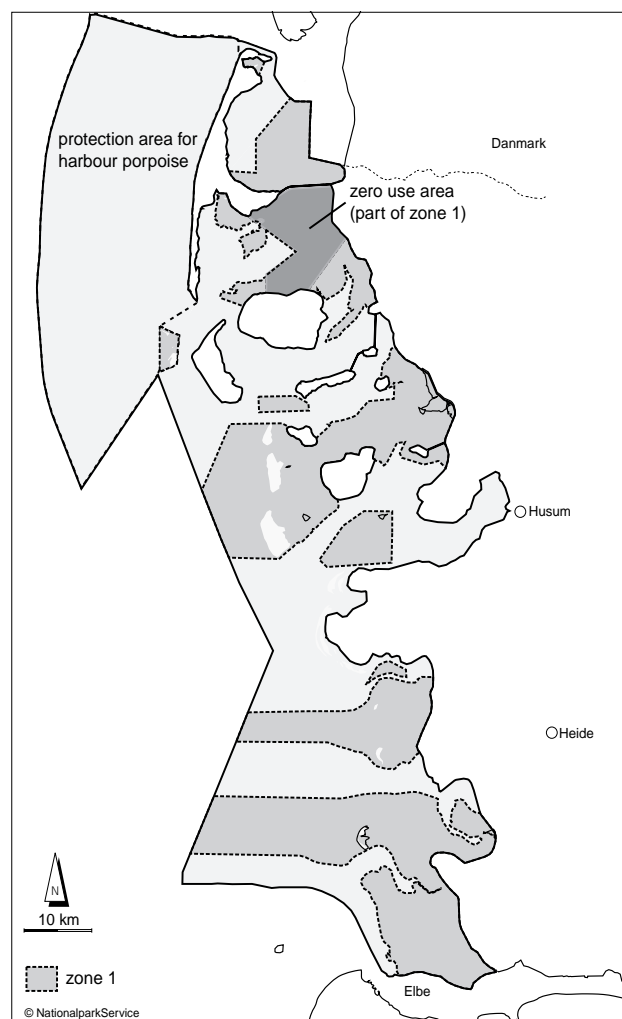 protection area for
harbour porpoise
Danmark
zero use area
(part of zone 1)
Husum
Heide
N
10 km
zone 1
Elbe
© NationalparkService